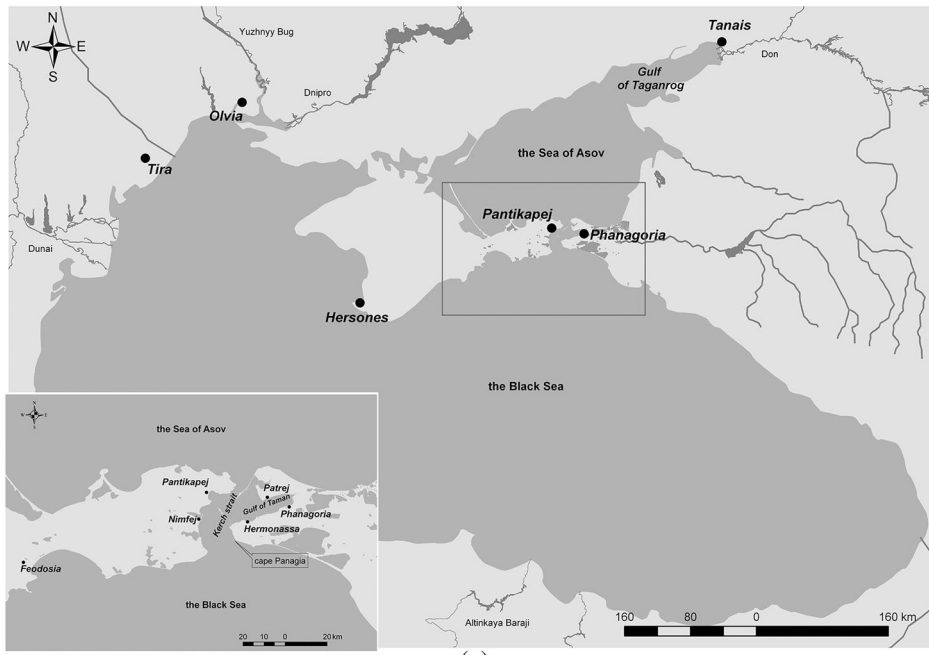 N
W E
S
Yuzhnyy Bug
Tanais
Don
Gulf
of Taganrog
Dnipro
Olvia
the Sea of Asov
Tira
Pantikapej
Phanagoria
Dunai
Hersones
the Black Sea
N
W E
S
the Sea of Asov
Pantikapej
Patrej
Gulf of Taman
Phanagoria
Kerch strait
Nimfej
Hermonassa
cape Panagia
Feodosia
the Black Sea
20 10 0 20 km
Altinkaya Baraji
160 80 0 160 km